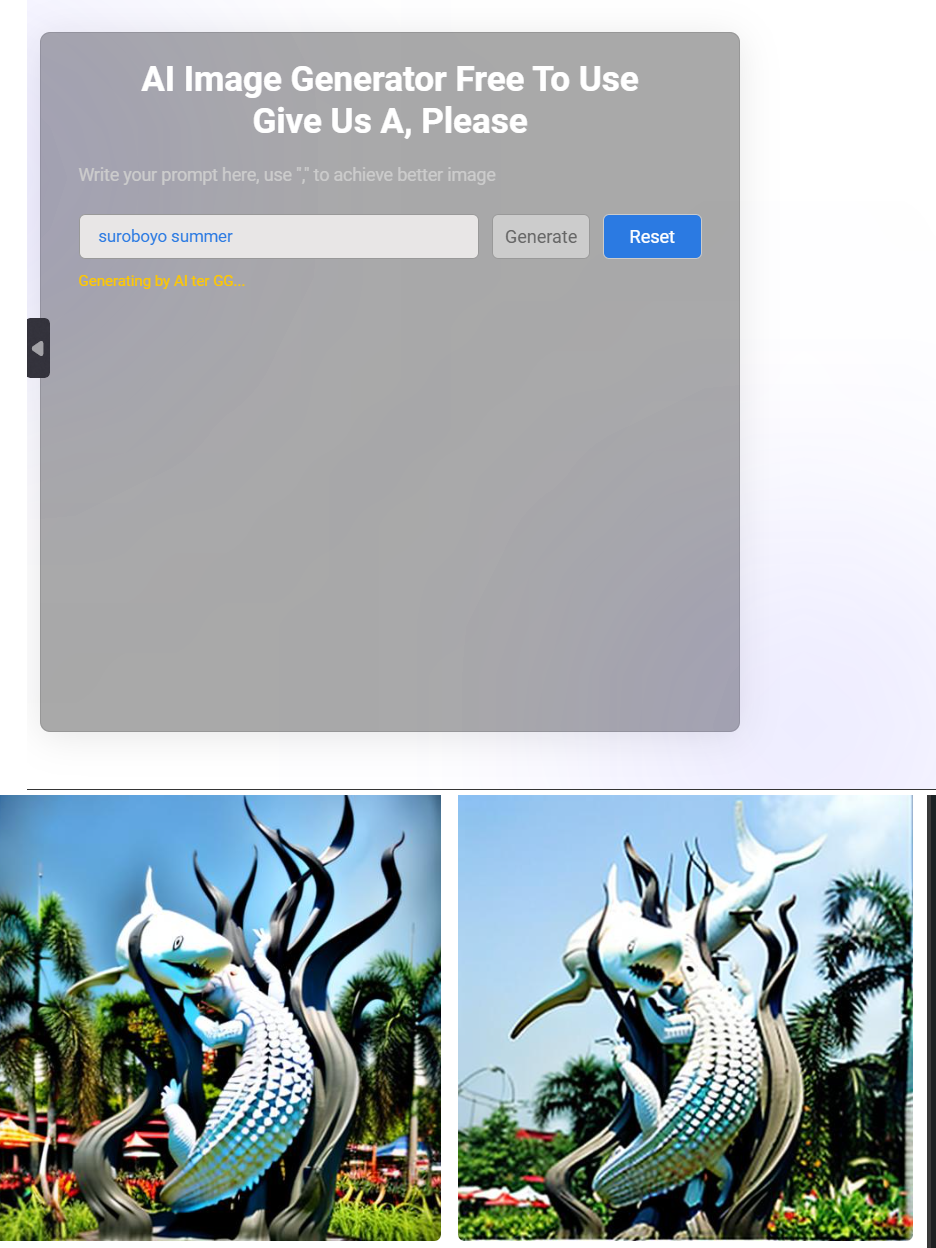 AI Image Generator Free To Use
Give Us A, Please
Write your prompt here, use "," to achieve better image
suroboyo summer
Generate
Reset
Generating by AI ter GG...